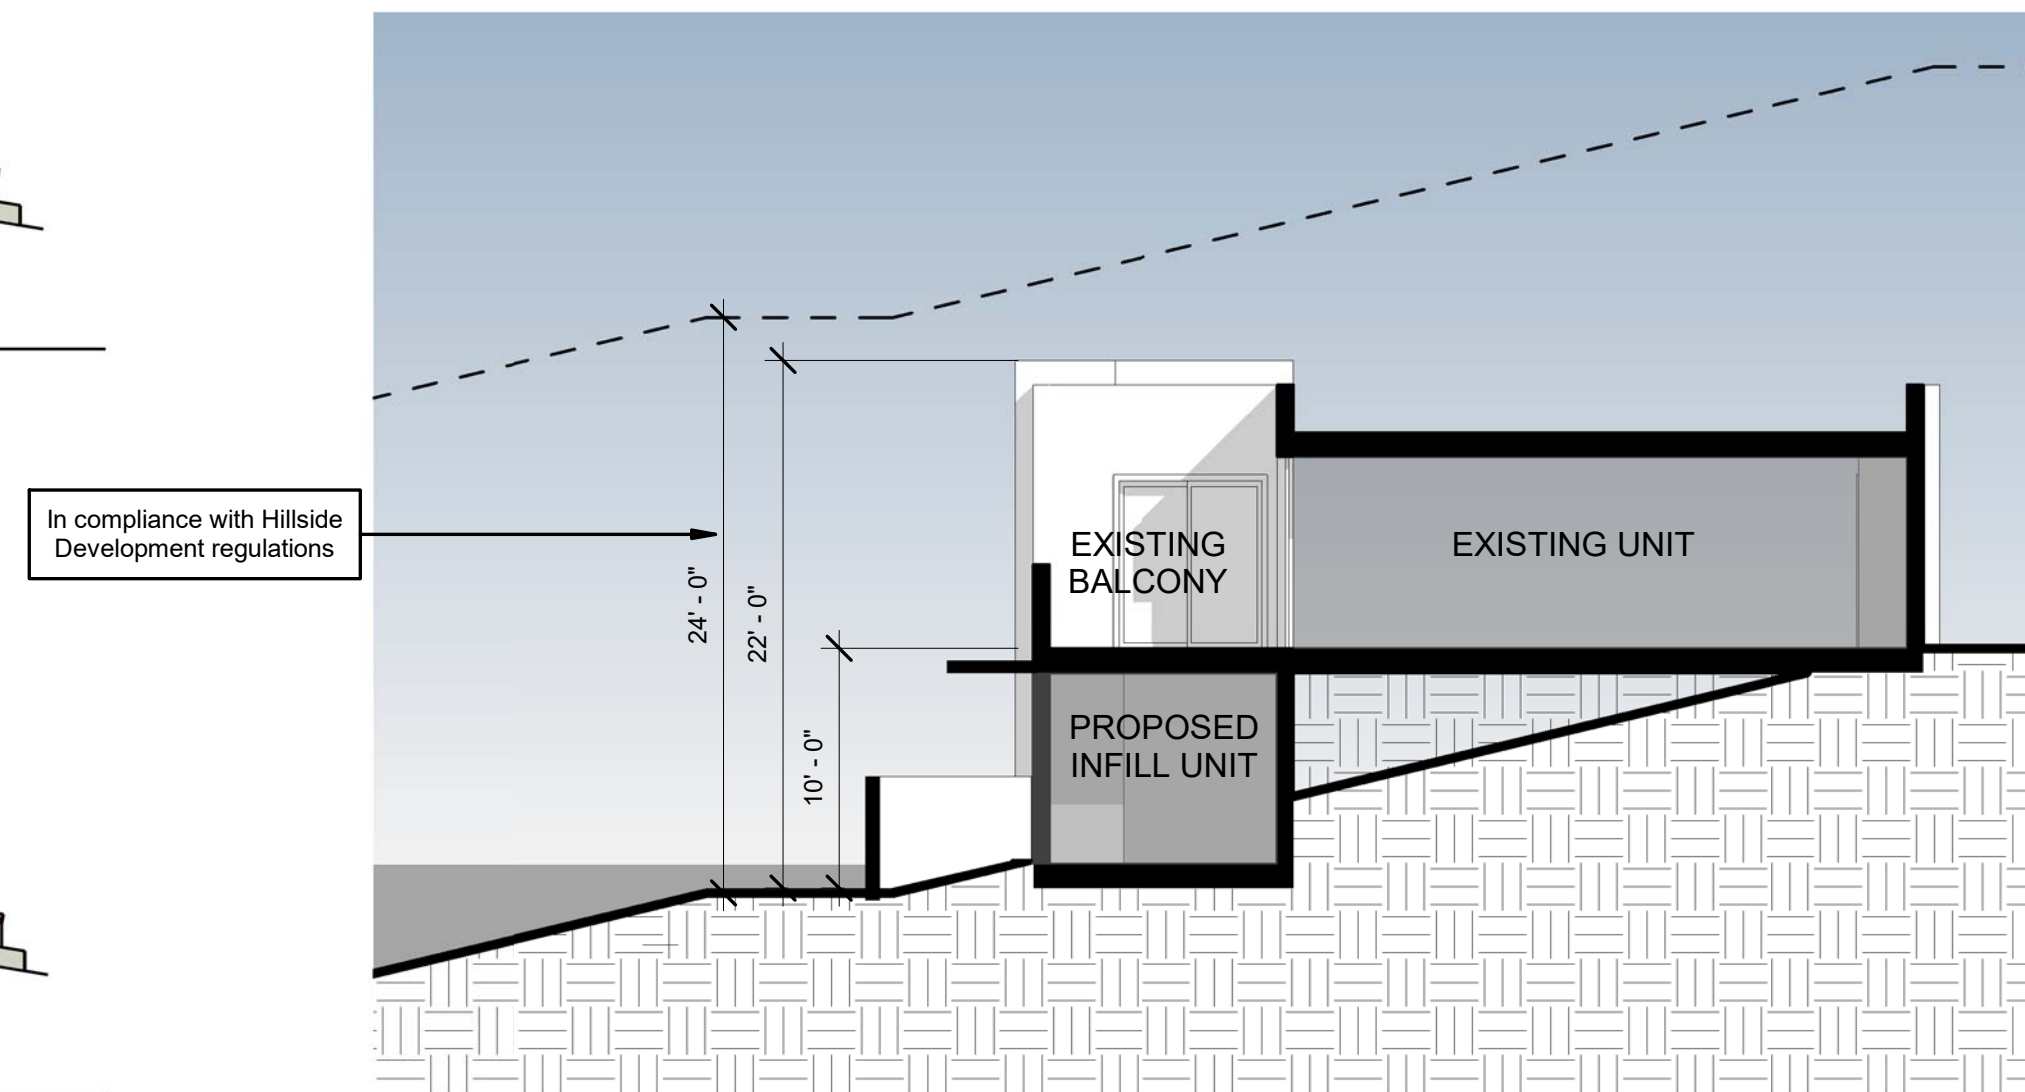 In compliance with Hillside
Development regulations
24' - 0"
22' - 0"
10' - 0"
EXISTING
BALCONY
EXISTING UNIT
PROPOSED
INFILL UNIT